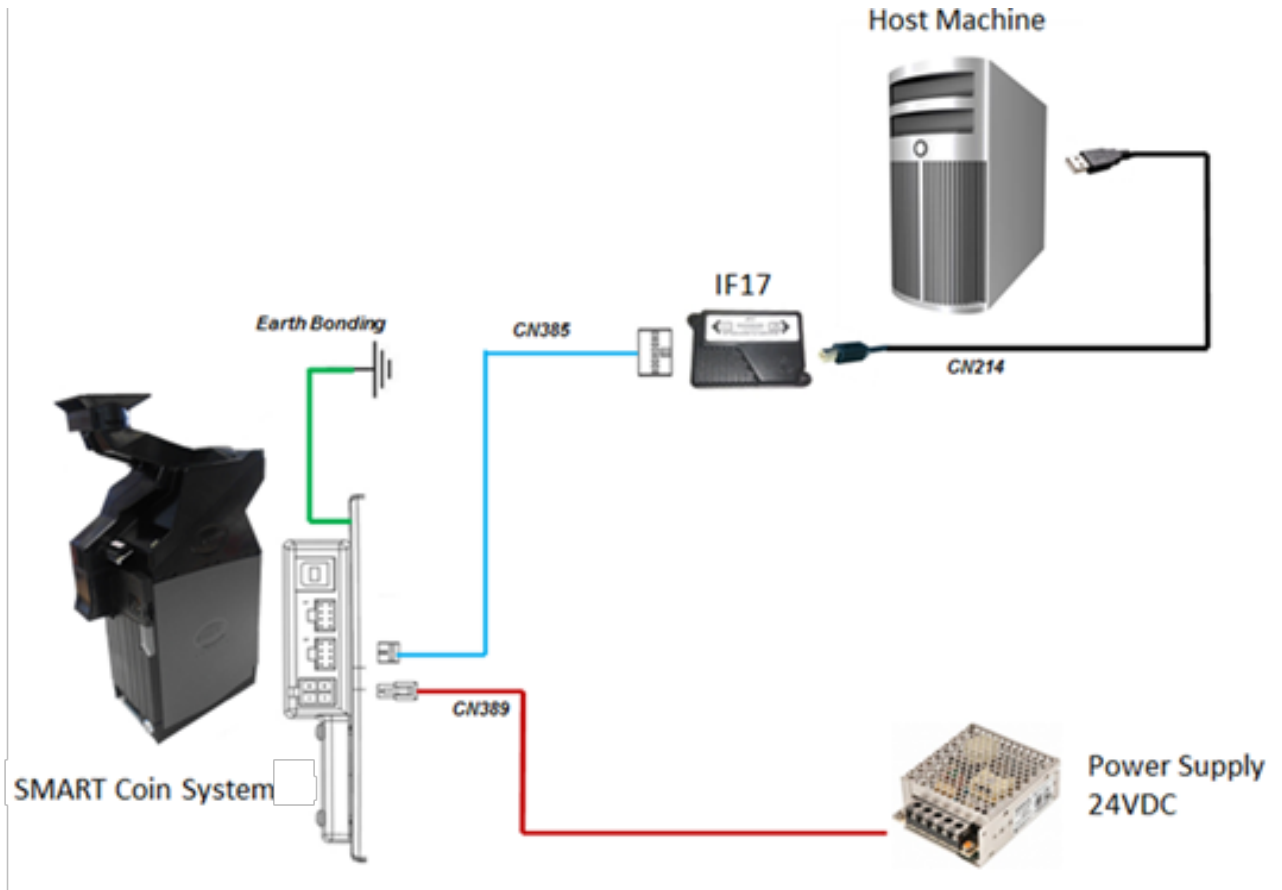 Host Machine
IF17
Earth Bonding
CN385
CN214
CN389
SMART Coin System
Power Supply
24VDC